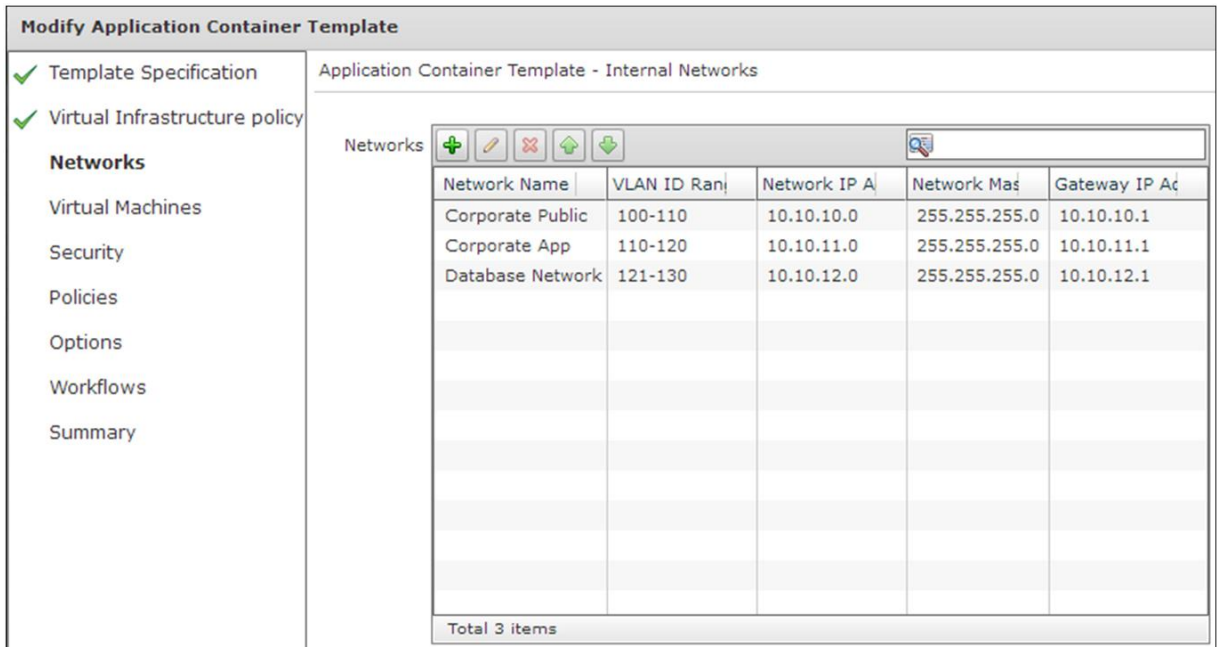 Modify Application Container Template
Template Specification
Virtual Infrastructure policy
Networks
Virtual Machines
Security
Policies
Options
Workflows
Summary
Application Container Template - Internal Networks
Networks
Network Name VLAN ID Ran Network IP A Network Mas Gateway IP Ad
Corporate Public 100-110 10.10.10.0 255.255.255.0 10.10.10.1
Corporate App 110-120 10.10.11.0 255.255.255.0 10.10.11.1
Database Network 121-130 10.10.12.0 255.255.255.0 10.10.12.1
Total 3 items